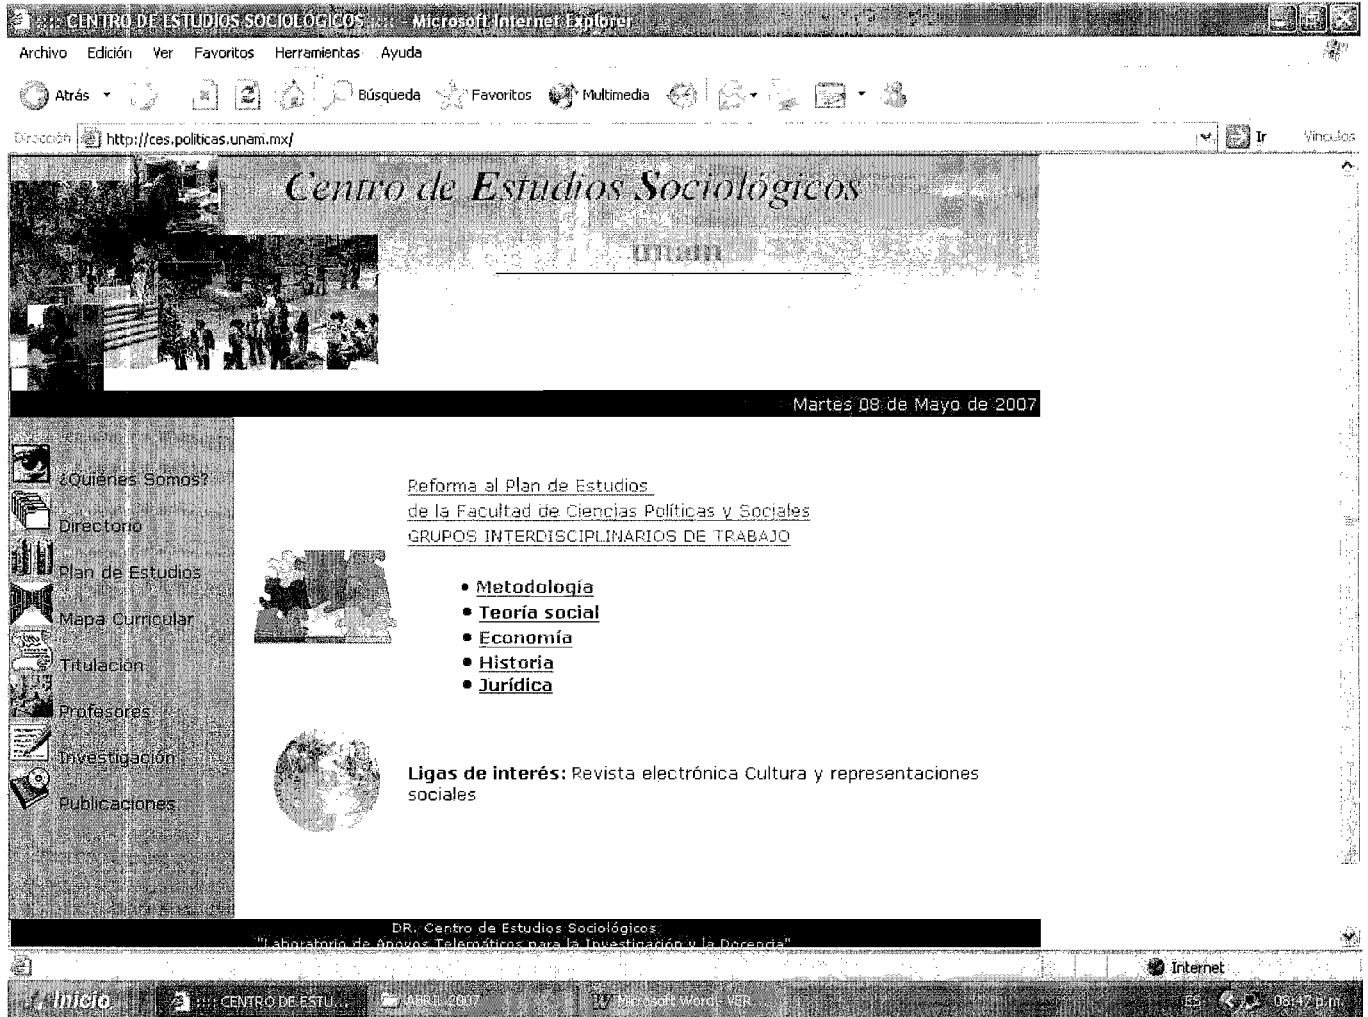 :::: CENTRO DE ESTUDIOS SOCIOLÓGICOS :::: - Microsoft Internet Explorer
Archivo Edición Ver Favoritos Herramientas Ayuda
Atrás Búsqueda Favoritos Multimedia
Dirección http://ces.politicas.unam.mx/ Ir Vínculos
Centro de Estudios Sociológicos
unam
Martes 08 de Mayo de 2007
¿Quiénes Somos?
Directorio
Plan de Estudios
Mapa Curricular
Titulación
Profesores
Investigación
Publicaciones
Reforma al Plan de Estudios
de la Facultad de Ciencias Políticas y Sociales
GRUPOS INTERDISCIPLINARIOS DE TRABAJO
• Metodología
• Teoría social
• Economía
• Historia
• Jurídica
Ligas de interés: Revista electrónica Cultura y representaciones
sociales
DR. Centro de Estudios Sociológicos
"Laboratorio de Apoyos Telemáticos para la Investigación y la Docencia"
Internet
Inicio :::: CENTRO DE ESTU... ABRIL 2007 Microsoft Word - VER ES 08:47 p.m.